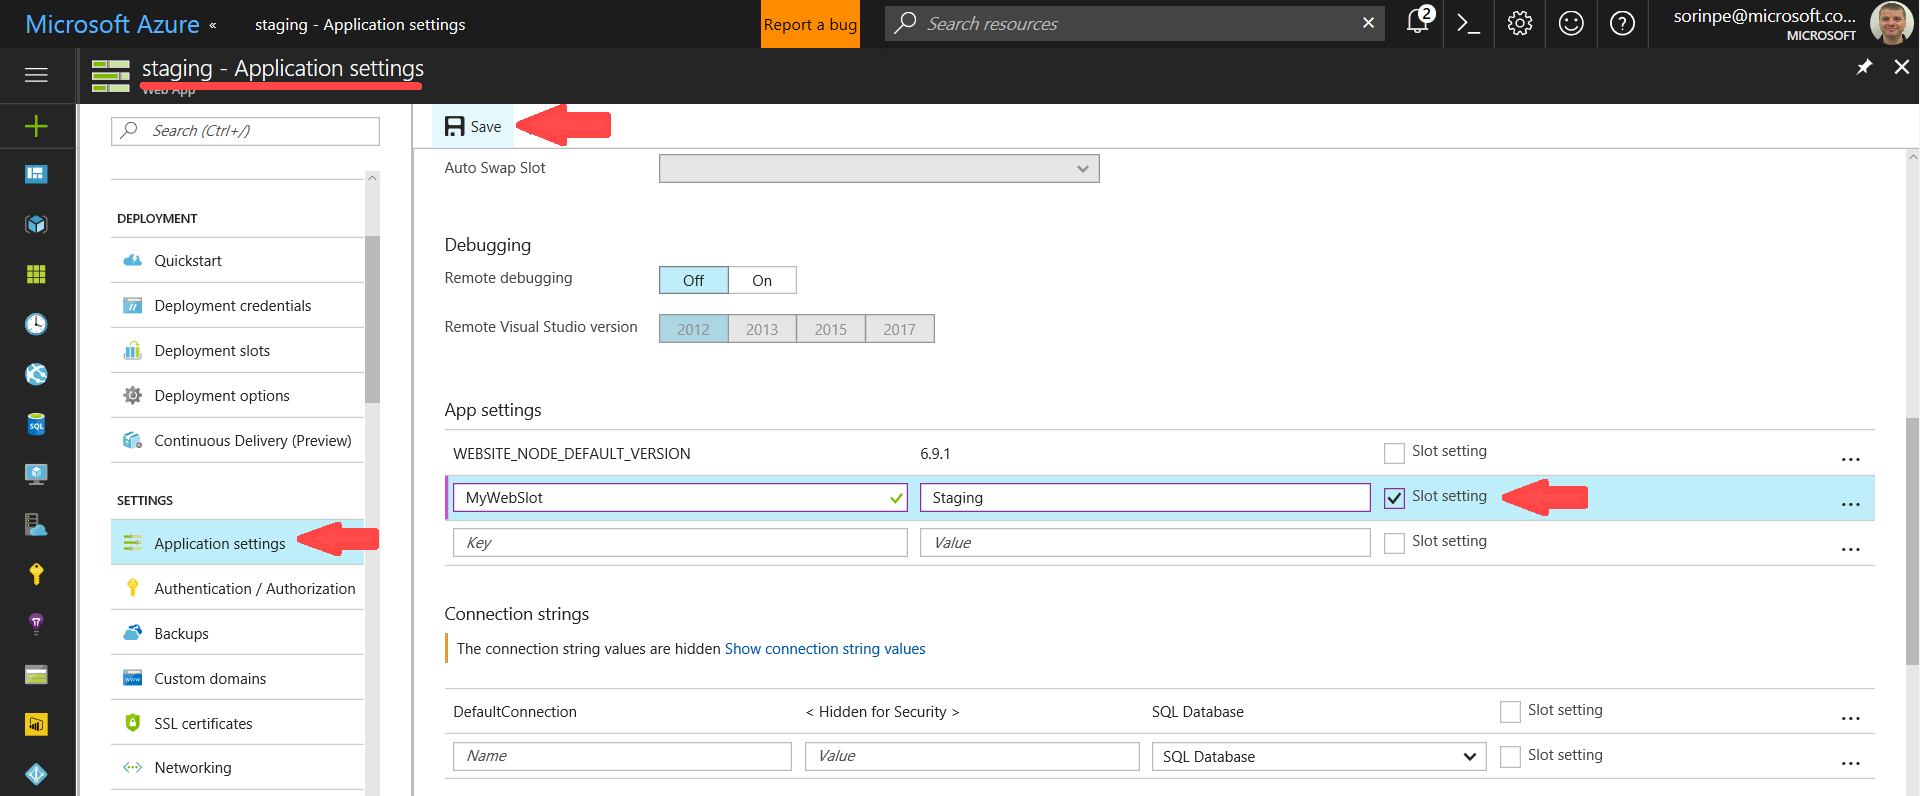 Microsoft Azure «
staging - Application settings
Report a bug
Search resources
2
sorinpe@microsoft.co...
MICROSOFT
staging - Application settings
Web App
Search (Ctrl+/)
DEPLOYMENT
Quickstart
Deployment credentials
Deployment slots
Deployment options
Continuous Delivery (Preview)
SETTINGS
Application settings
Authentication / Authorization
Backups
Custom domains
SSL certificates
Networking
Save
Auto Swap Slot
Debugging
Remote debugging Off On
Remote Visual Studio version 2012 2013 2015 2017
App settings
WEBSITE_NODE_DEFAULT_VERSION 6.9.1 Slot setting ...
MyWebSlot Staging Slot setting ...
Key Value Slot setting ...
Connection strings
The connection string values are hidden Show connection string values
DefaultConnection < Hidden for Security > SQL Database Slot setting ...
Name Value SQL Database Slot setting ...